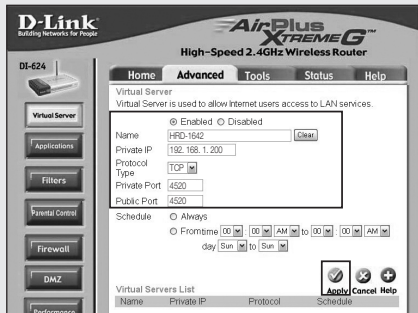 D-Link
Building Networks for People
AirPlus
XTREME G™
High-Speed 2.4GHz Wireless Router
DI-624
Home Advanced Tools Status Help
Virtual Server
Virtual Server is used to allow Internet users access to LAN services.
Enabled Disabled
Name HRD-1642 Clear
Private IP 192. 168. 1. 200
Protocol Type TCP
Private Port 4520
Public Port 4520
Schedule Always
Fromtime 00 : 00 AM to 00 : 00 AM
day Sun to Sun
Apply Cancel Help
Virtual Servers List
Name Private IP Protocol Schedule
Virtual Server
Applications
Filters
Parental Control
Firewall
DMZ
Performance